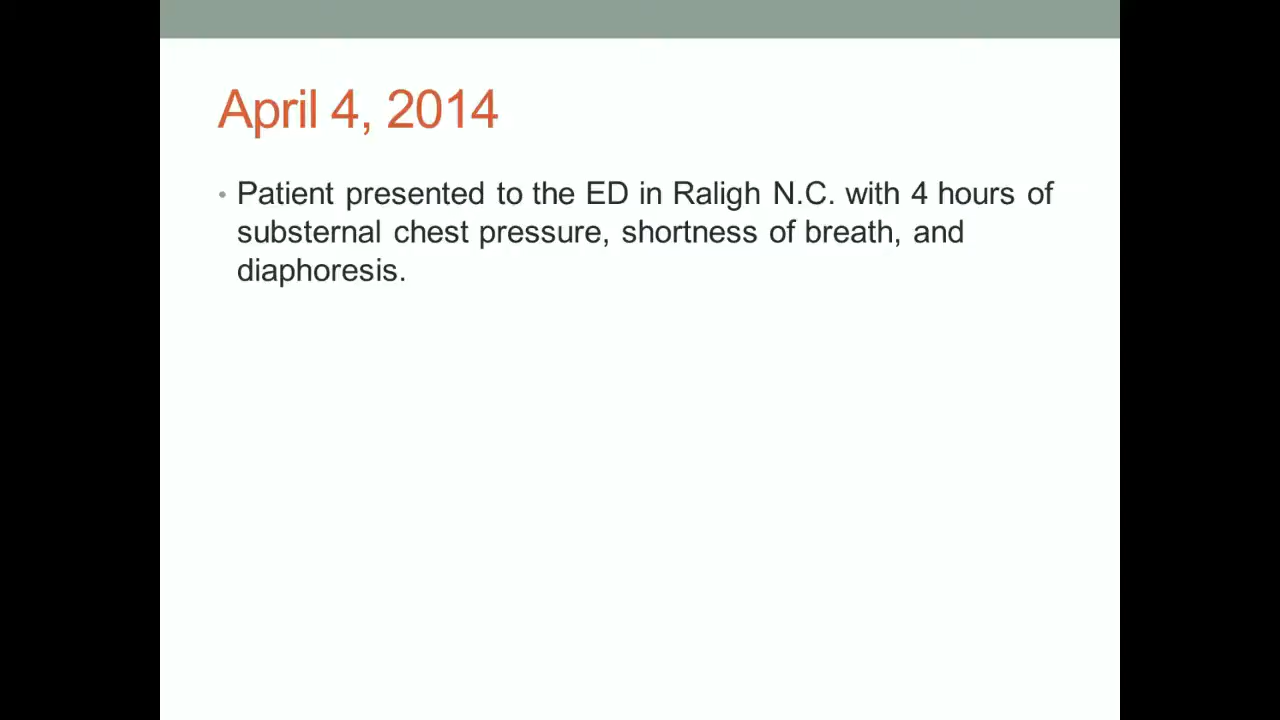 April 4, 2014
• Patient presented to the ED in Raligh N.C. with 4 hours of
substernal chest pressure, shortness of breath, and
diaphoresis.